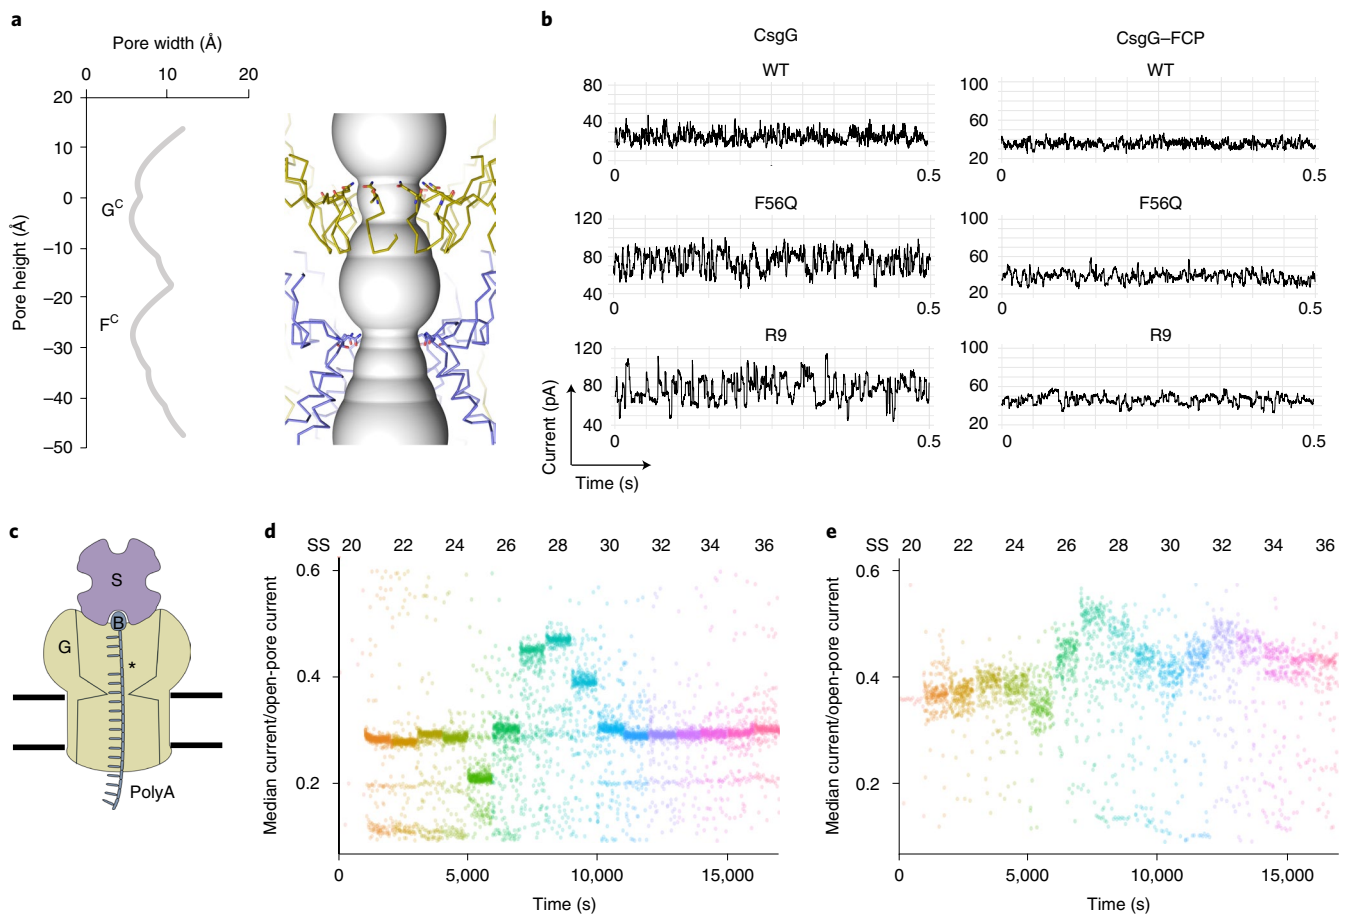 a
Pore width (Å)
0 10 20
20
10
0
–10
–20
–30
–40
–50
Pore height (Å)
G^C
F^C
b
CsgG
WT
80
40
0
0 0.5
F56Q
120
80
40
0 0.5
R9
120
80
40
0 0.5
Current (pA)
Time (s)
CsgG–FCP
WT
100
60
20
0 0.5
F56Q
100
60
20
0 0.5
R9
100
60
20
0 0.5
c
S
B
G
*
PolyA
d
SS 20 22 24 26 28 30 32 34 36
0.6
0.4
0.2
Median current/open-pore current
0 5,000 10,000 15,000
Time (s)
e
SS 20 22 24 26 28 30 32 34 36
0.6
0.4
0.2
Median current/open-pore current
0 5,000 10,000 15,000
Time (s)